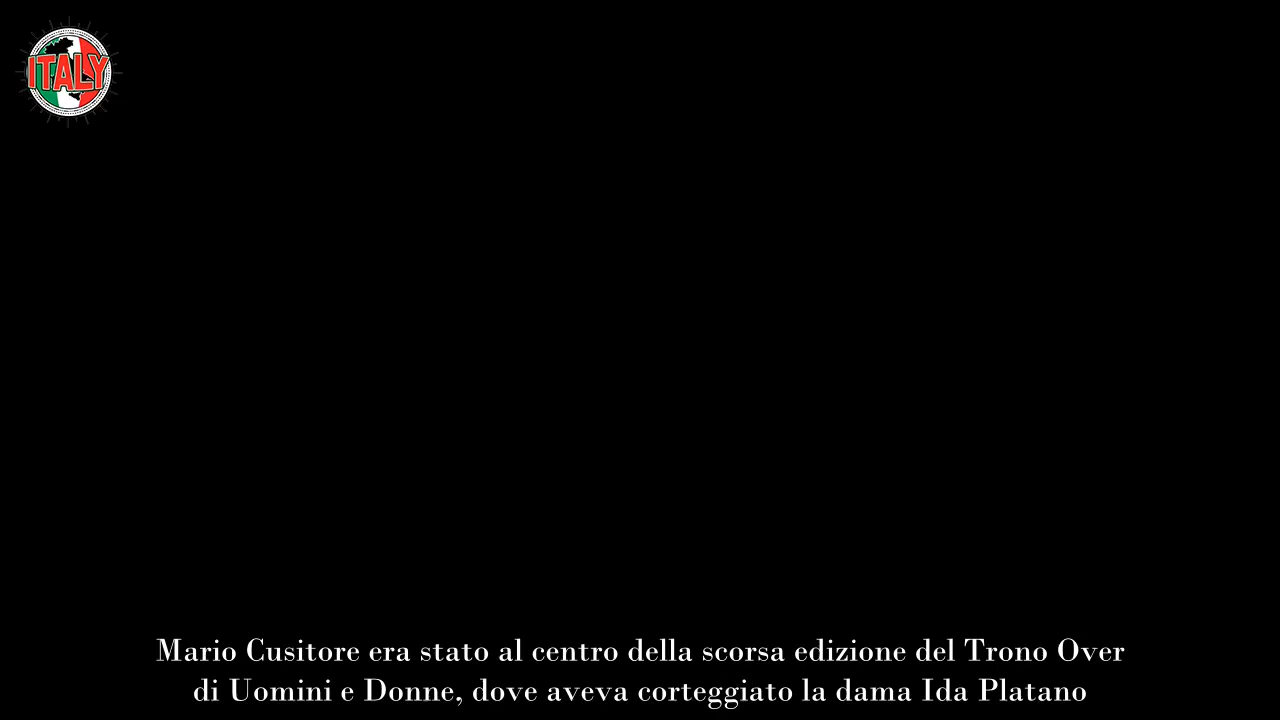 ITALY
Mario Cusitore era stato al centro della scorsa edizione del Trono Over
di Uomini e Donne, dove aveva corteggiato la dama Ida Platano